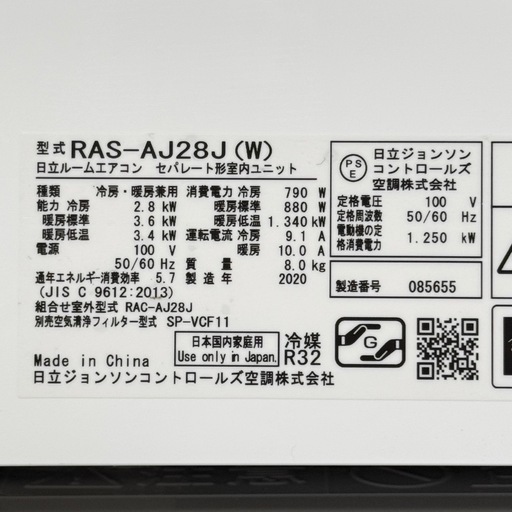 型式 RAS-AJ28J(W)
日立ルームエアコン セパレート形室内ユニット
種類 冷房・暖房兼用 消費電力 冷房 790 W
能力 冷房 2.8 kW 暖房標準 880 W
暖房標準 3.6 kW 暖房低温 1.340 kW
暖房低温 3.4 kW 運転電流 冷房 9.1 A
電源 100 V 暖房 10.0 A
50/60 Hz 質量 8.0 kg
通年エネルギー消費効率 5.7 製造年 2020
(JIS C 9612:2013)
組合せ室外型式 RAC-AJ28J
別売空気清浄フィルター型式 SP-VCF11
日本国内家庭用
Use only in Japan.
冷媒
R32
Made in China
日立ジョンソンコントロールズ空調株式会社
PS
E
日立ジョンソン
コントロールズ
空調株式会社
定格電圧 100 V
定格周波数 50/60 Hz
電動機の定
格消費電力 1.250 kW
製造番号 085655
G